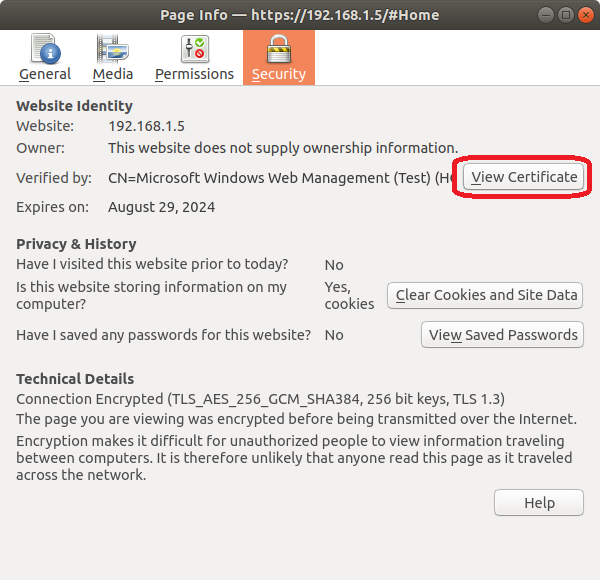 Page Info — https://192.168.1.5/#Home
General Media Permissions Security
Website Identity
Website: 192.168.1.5
Owner: This website does not supply ownership information.
Verified by: CN=Microsoft Windows Web Management (Test) (H View Certificate
Expires on: August 29, 2024
Privacy & History
Have I visited this website prior to today? No
Is this website storing information on my Yes,
computer? cookies Clear Cookies and Site Data
Have I saved any passwords for this website? No View Saved Passwords
Technical Details
Connection Encrypted (TLS_AES_256_GCM_SHA384, 256 bit keys, TLS 1.3)
The page you are viewing was encrypted before being transmitted over the Internet.
Encryption makes it difficult for unauthorized people to view information traveling
between computers. It is therefore unlikely that anyone read this page as it traveled
across the network.
Help